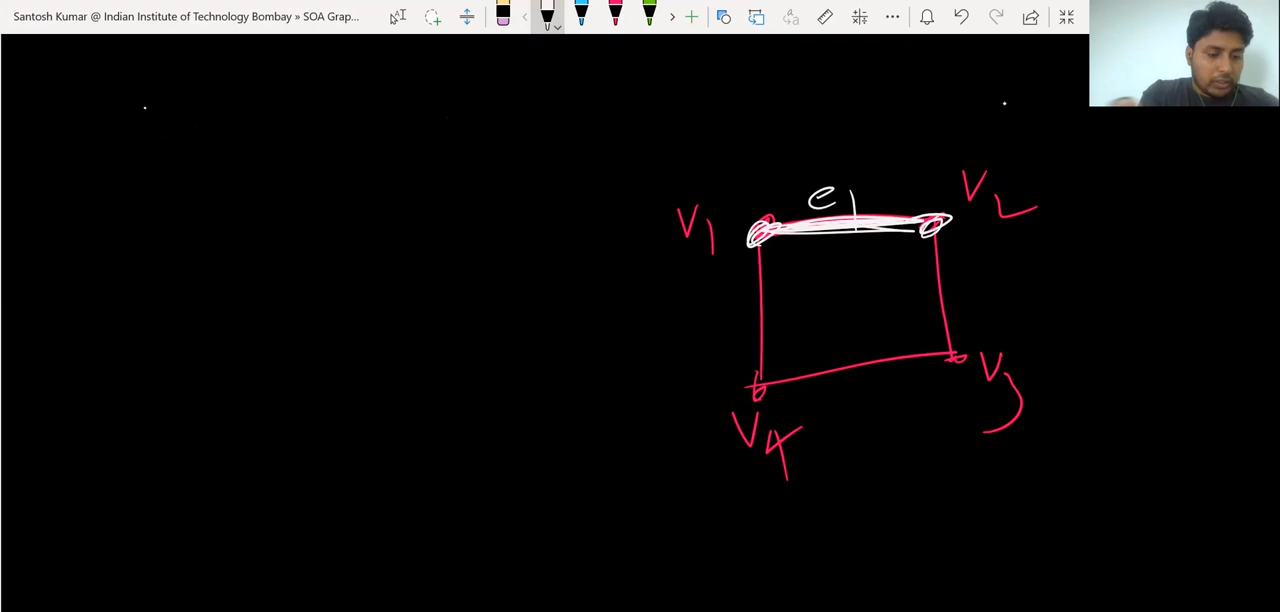 Santosh Kumar @ Indian Institute of Technology Bombay » SOA Grap...
e1
V1
V2
V3
V4